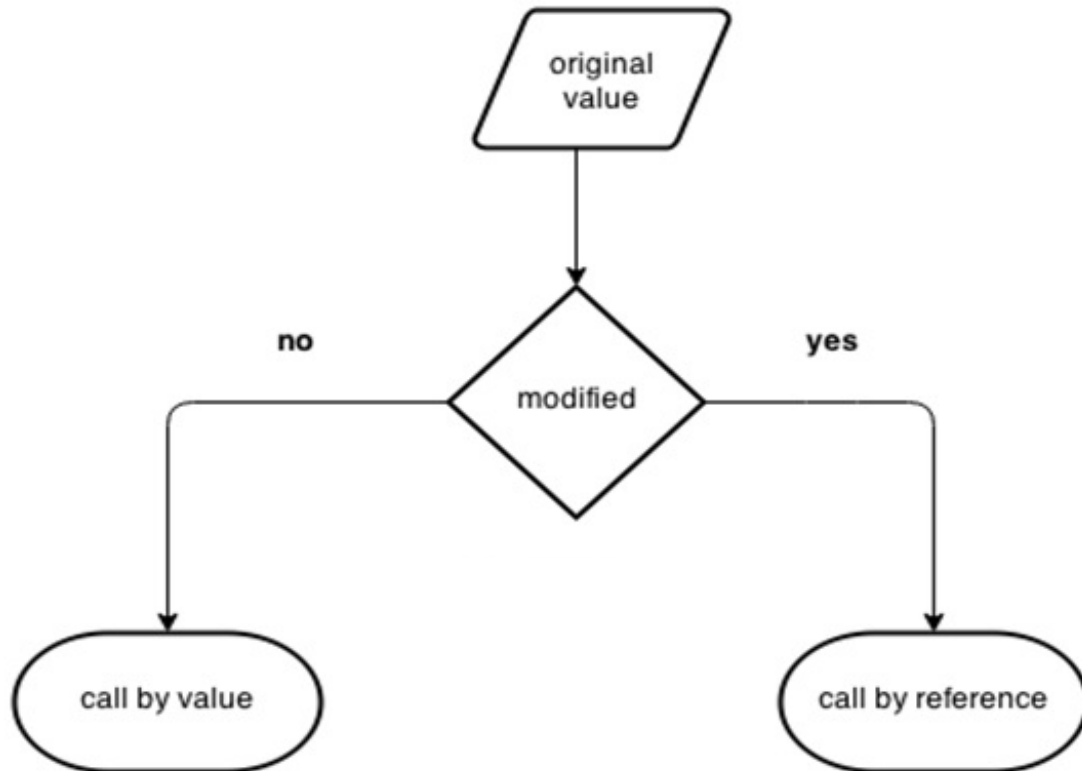 original
value
no
yes
modified
call by value
call by reference